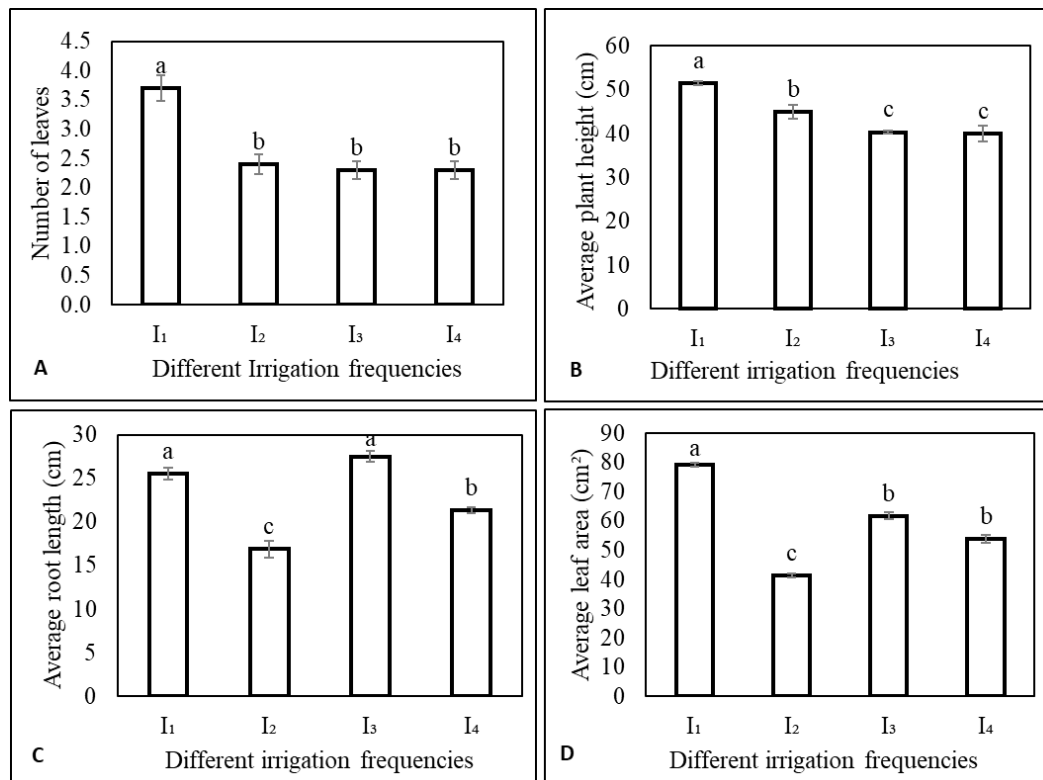 Number of leaves
4.5
4.0
3.5
3.0
2.5
2.0
1.5
1.0
0.5
0.0
a
b
b
b
I₁ I₂ I₃ I₄
A Different Irrigation frequencies
Average plant height (cm)
60
50
40
30
20
10
0
a
b
c
c
I₁ I₂ I₃ I₄
B Different irrigation frequencies
Average root length (cm)
30
25
20
15
10
5
0
a
c
a
b
I₁ I₂ I₃ I₄
C Different irrigation frequencies
Average leaf area (cm²)
90
80
70
60
50
40
30
20
10
0
a
c
b
b
I₁ I₂ I₃ I₄
D Different irrigation frequencies